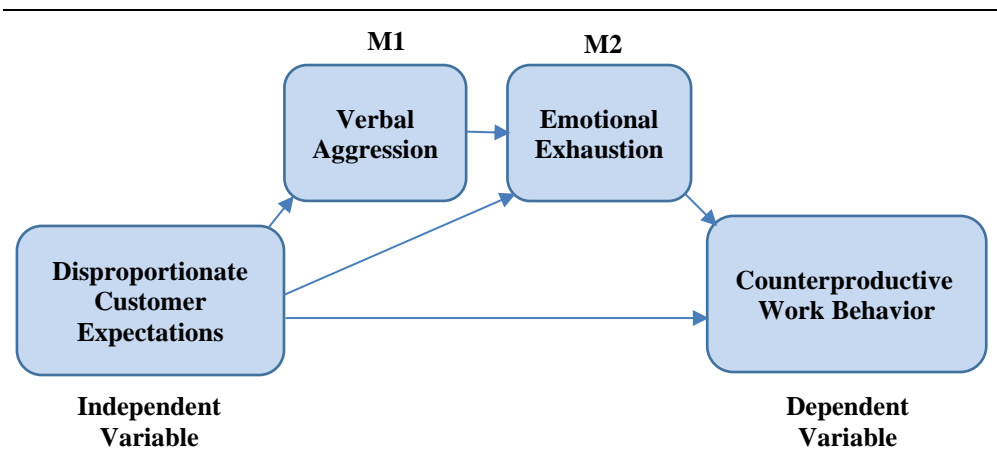 M1
M2
Verbal
Aggression
Emotional
Exhaustion
Disproportionate
Customer
Expectations
Counterproductive
Work Behavior
Independent
Variable
Dependent
Variable